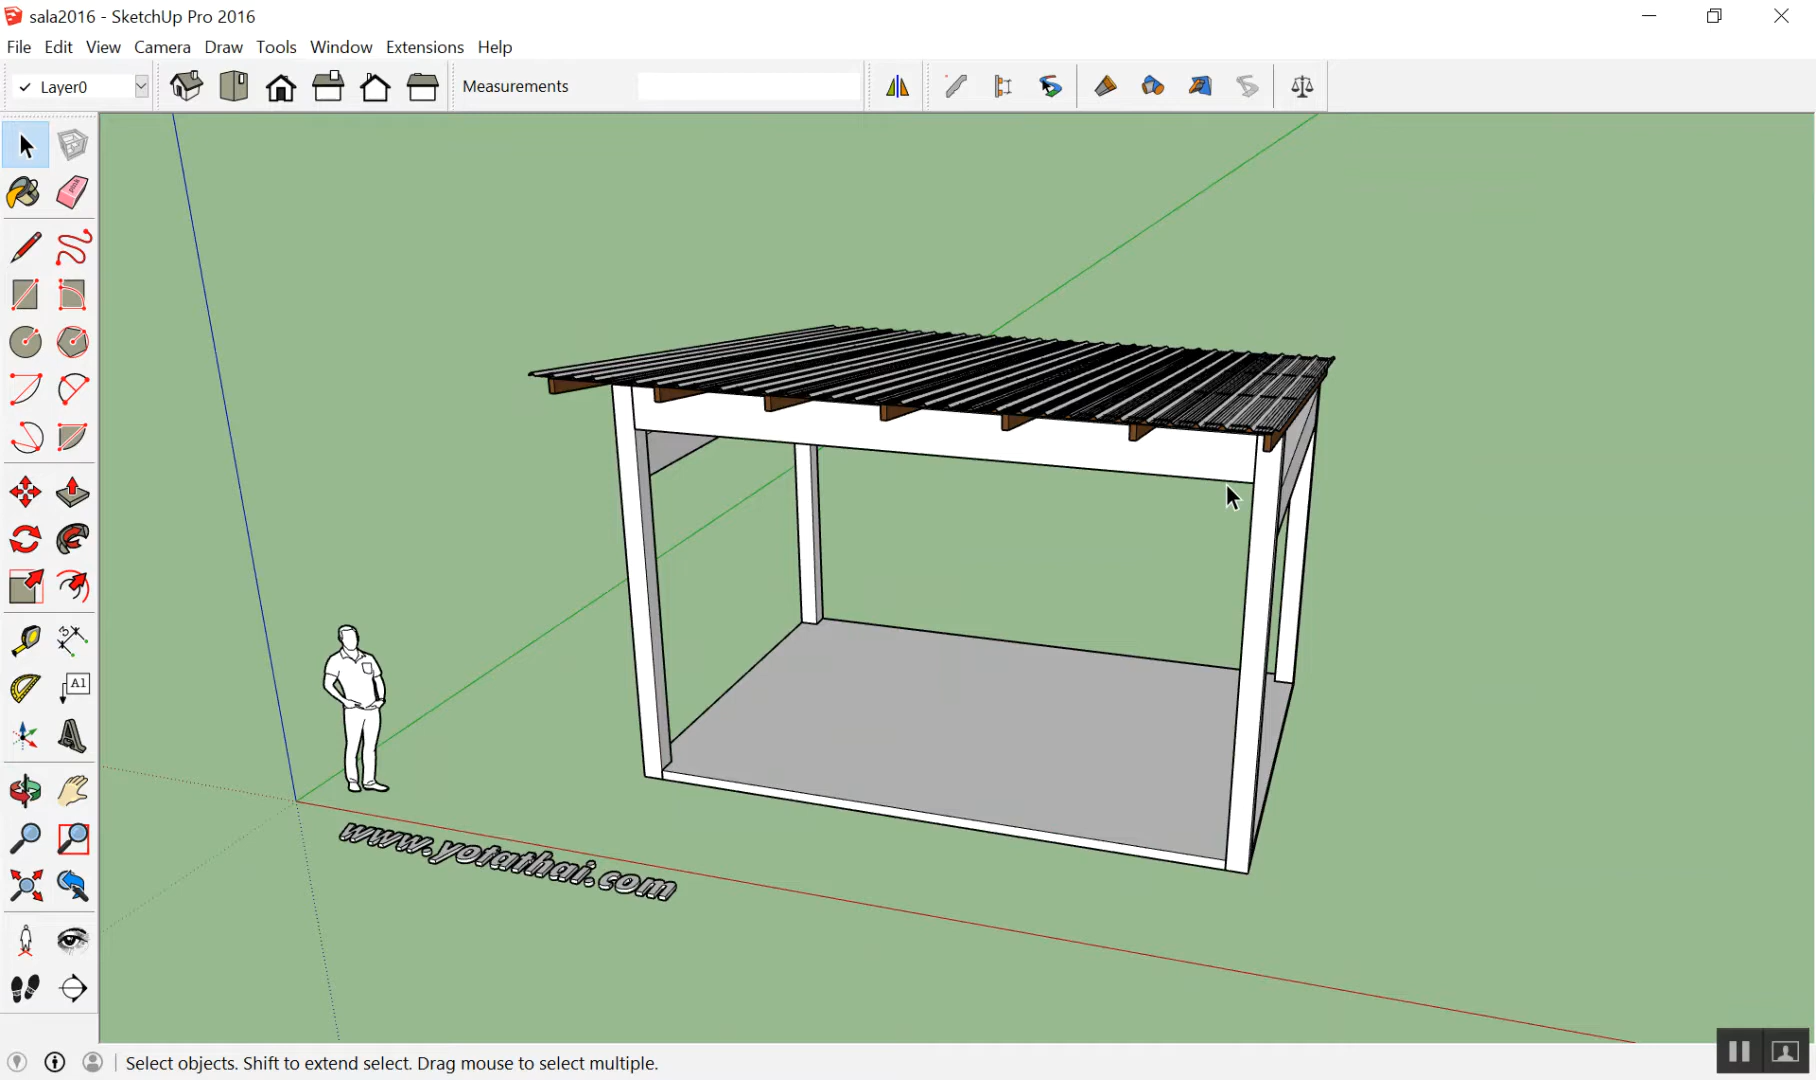 sala2016 - SketchUp Pro 2016
File Edit View Camera Draw Tools Window Extensions Help
Layer0
Measurements
A1
www.yotathai.com
Select objects. Shift to extend select. Drag mouse to select multiple.